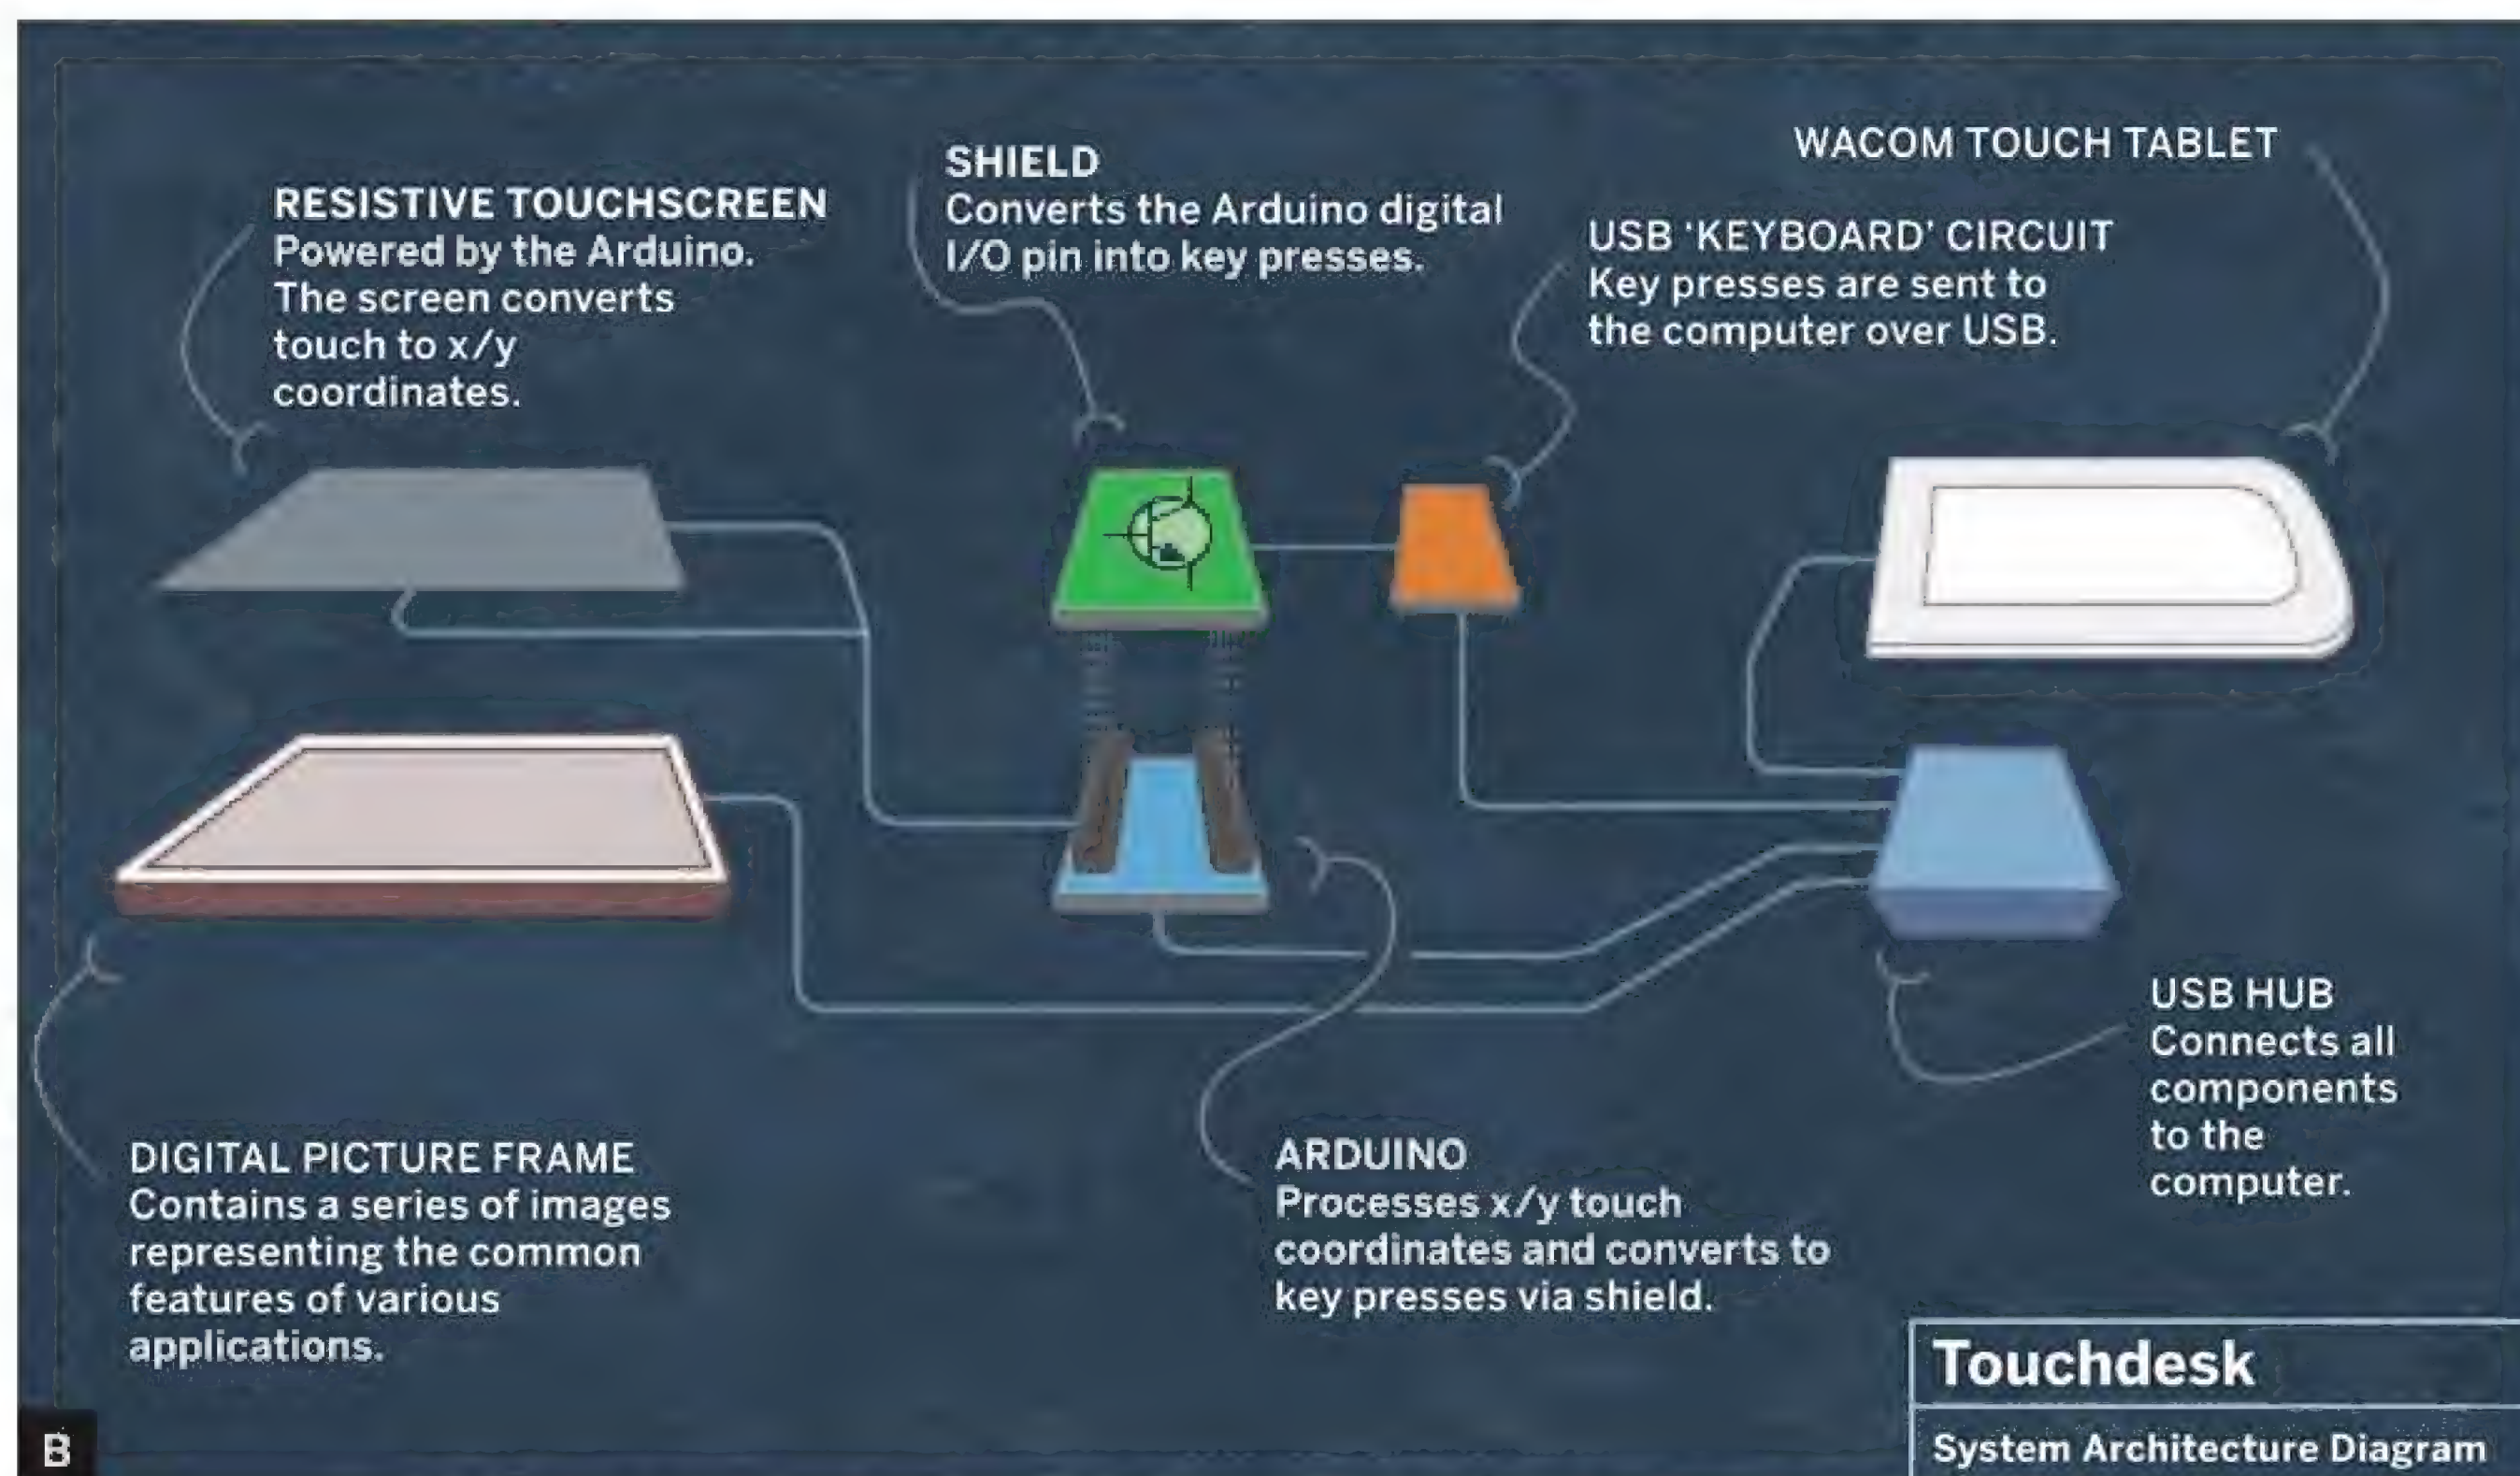 RESISTIVE TOUCHSCREEN
Powered by the Arduino.
The screen converts
touch to x/y
coordinates.
SHIELD
Converts the Arduino digital
I/O pin into key presses.
WACOM TOUCH TABLET
USB ‘KEYBOARD’ CIRCUIT
Key presses are sent to
the computer over USB.
DIGITAL PICTURE FRAME
Contains a series of images
representing the common
features of various
applications.
ARDUINO
Processes x/y touch
coordinates and converts to
key presses via shield.
USB HUB
Connects all
components
to the
computer.
Touchdesk
System Architecture Diagram
B